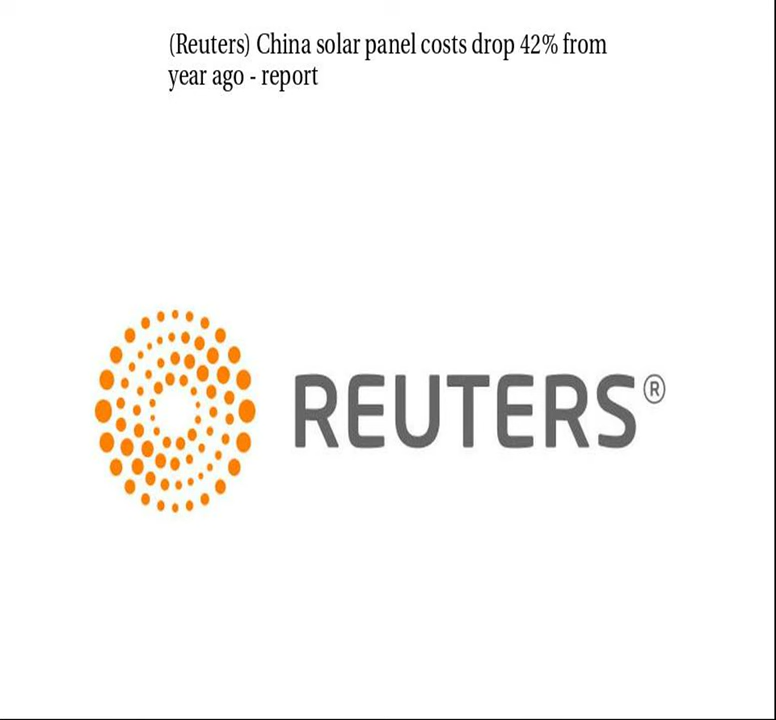 (Reuters) China solar panel costs drop 42% from
year ago - report
REUTERS®